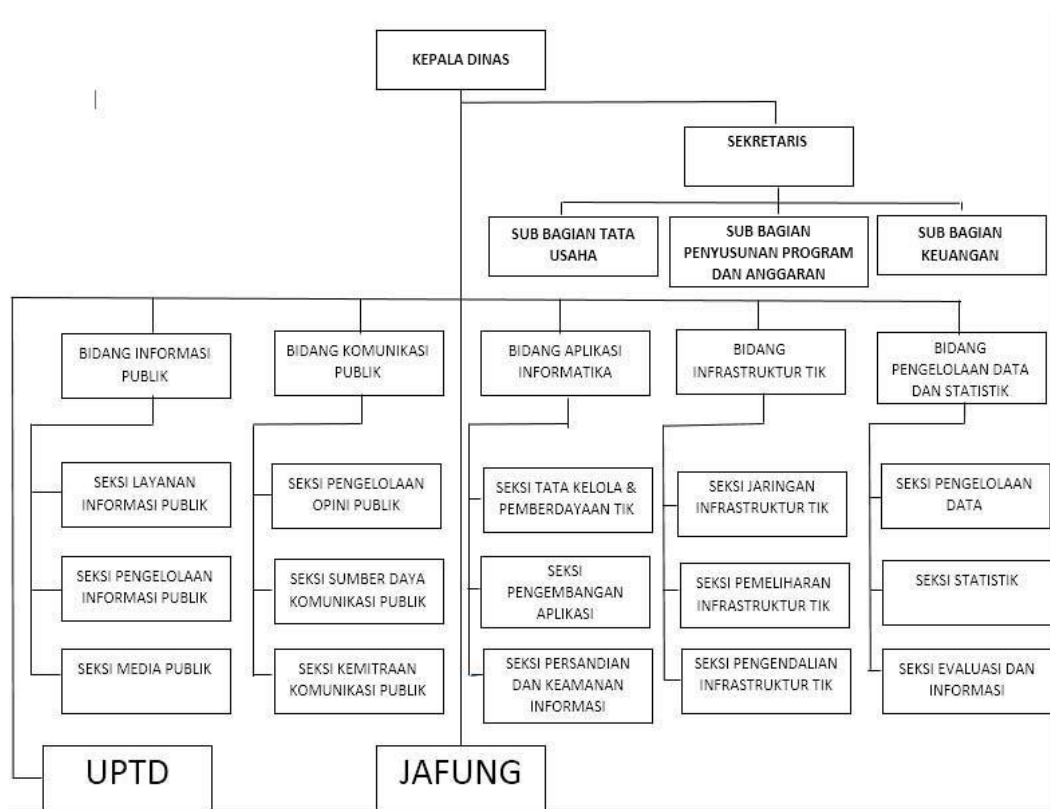 KEPALA DINAS
SEKRETARIS
SUB BAGIAN TATA
USAHA
SUB BAGIAN
PENYUSUNAN PROGRAM
DAN ANGGARAN
SUB BAGIAN
KEUANGAN
BIDANG INFORMASI
PUBLIK
BIDANG KOMUNIKASI
PUBLIK
BIDANG APLIKASI
INFORMATIKA
BIDANG
INFRASTRUKTUR TIK
BIDANG
PENGELOLAAN DATA
DAN STATISTIK
SEKSI LAYANAN
INFORMASI PUBLIK
SEKSI PENGELOLAAN
OPINI PUBLIK
SEKSI TATA KELOLA &
PEMBERDAYAAN TIK
SEKSI JARINGAN
INFRASTRUKTUR TIK
SEKSI PENGELOLAAN
DATA
SEKSI PENGELOLAAN
INFORMASI PUBLIK
SEKSI SUMBER DAYA
KOMUNIKASI PUBLIK
SEKSI
PENGEMBANGAN
APLIKASI
SEKSI PEMELIHARAN
INFRASTRUKTUR TIK
SEKSI STATISTIK
SEKSI MEDIA PUBLIK
SEKSI KEMITRAAN
KOMUNIKASI PUBLIK
SEKSI PERSANDIAN
DAN KEAMANAN
INFORMASI
SEKSI PENGENDALIAN
INFRASTRUKTUR TIK
SEKSI EVALUASI DAN
INFORMASI
UPTD
JAFUNG